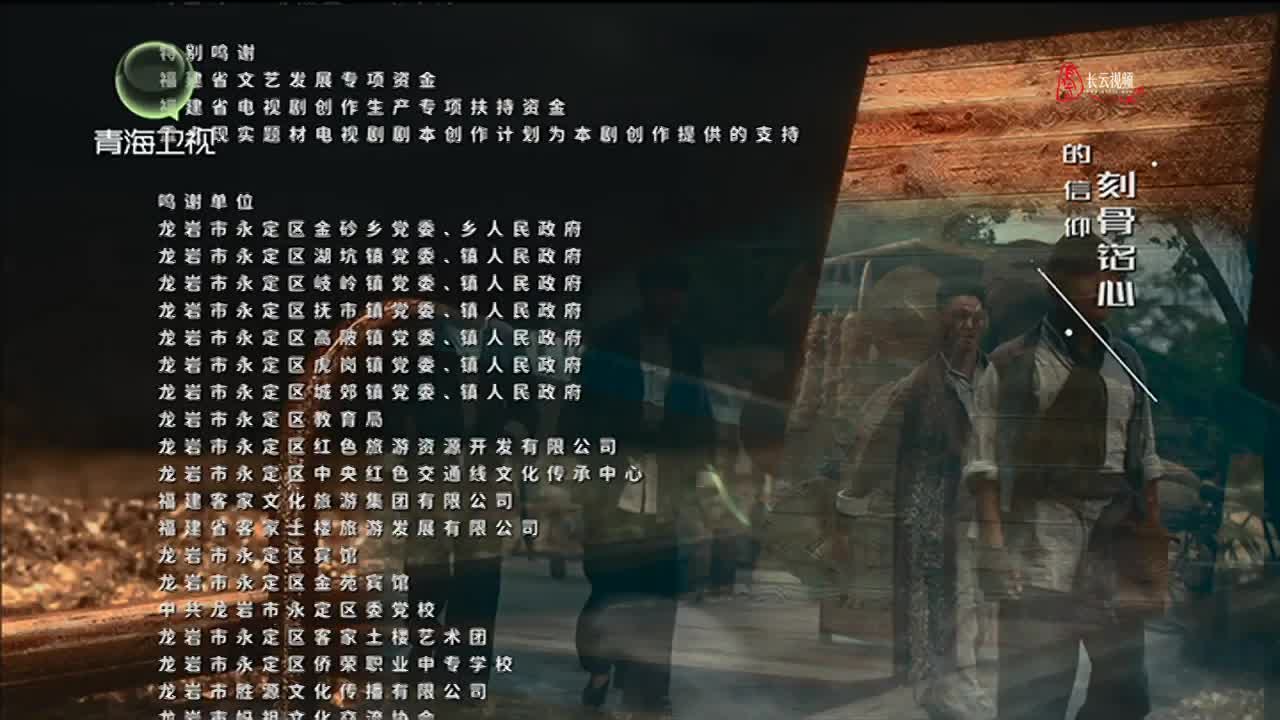 特别鸣谢
福建省文艺发展专项资金
福建省电视剧创作生产专项扶持资金
现实题材电视剧剧本创作计划为本剧创作提供的支持
青海卫视
鸣谢单位
龙岩市永定区金砂乡党委、乡人民政府
龙岩市永定区湖坑镇党委、镇人民政府
龙岩市永定区岐岭镇党委、镇人民政府
龙岩市永定区抚市镇党委、镇人民政府
龙岩市永定区高陂镇党委、镇人民政府
龙岩市永定区虎岗镇党委、镇人民政府
龙岩市永定区城郊镇党委、镇人民政府
龙岩市永定区教育局
龙岩市永定区红色旅游资源开发有限公司
龙岩市永定区中央红色交通线文化传承中心
福建客家文化旅游集团有限公司
福建省客家土楼旅游发展有限公司
龙岩市永定区宾馆
龙岩市永定区金苑宾馆
中共龙岩市永定区委党校
龙岩市永定区客家土楼艺术团
龙岩市永定区侨荣职业中专学校
龙岩市胜源文化传播有限公司
龙岩市妈祖文化交流协会
长云视频
刻骨铭心
的信仰